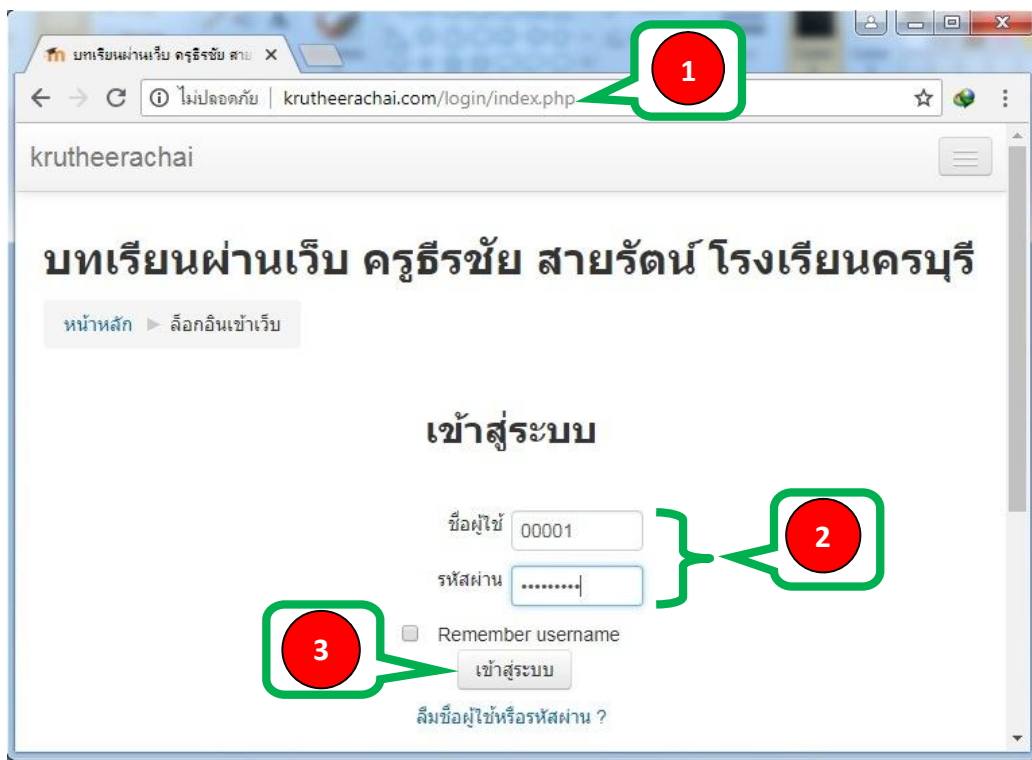 บทเรียนผ่านเว็บ ครูธีรชัย สาย
1
ไม่ปลอดภัย | krutheerachai.com/login/index.php
krutheerachai
บทเรียนผ่านเว็บ ครูธีรชัย สายรัตน์ โรงเรียนครบุรี
หน้าหลัก ► ล็อกอินเข้าเว็บ
เข้าสู่ระบบ
ชื่อผู้ใช้ 00001
2
รหัสผ่าน •••••••••
Remember username
3
เข้าสู่ระบบ
ลืมชื่อผู้ใช้หรือรหัสผ่าน ?